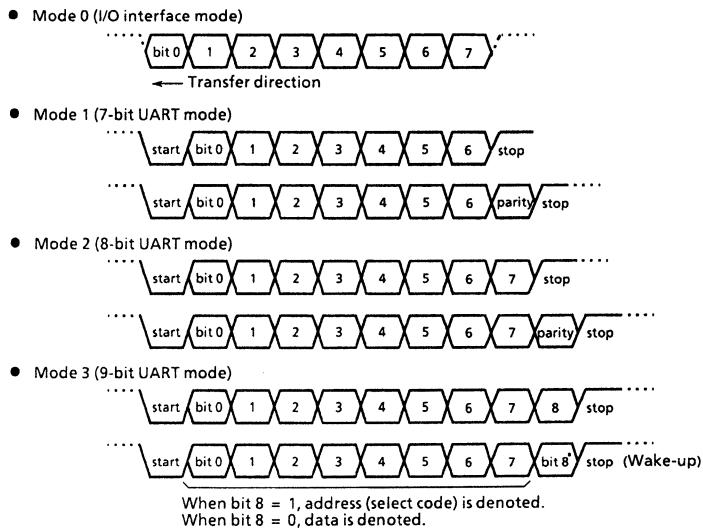 ● Mode 0 (I/O interface mode)
bit 0 1 2 3 4 5 6 7
← Transfer direction
● Mode 1 (7-bit UART mode)
start bit 0 1 2 3 4 5 6 stop
start bit 0 1 2 3 4 5 6 parity stop
● Mode 2 (8-bit UART mode)
start bit 0 1 2 3 4 5 6 7 stop
start bit 0 1 2 3 4 5 6 7 parity stop
● Mode 3 (9-bit UART mode)
start bit 0 1 2 3 4 5 6 7 8 stop
start bit 0 1 2 3 4 5 6 7 bit 8 stop (Wake-up)
When bit 8 = 1, address (select code) is denoted.
When bit 8 = 0, data is denoted.